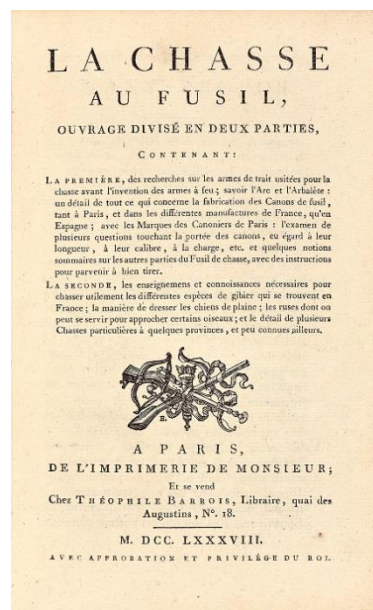 LA CHASSE
AU FUSIL,
OUVRAGE DIVISÉ EN DEUX PARTIES,
CONTENANT:
LA PREMIÈRE, des recherches sur les armes de trait usitées pour la
chasse avant l'invention des armes à feu; savoir l'Arc et l'Arbalète:
un détail de tout ce qui concerne la fabrication des Canons de fusil,
tant à Paris, et dans les différentes manufactures de France, qu'en
Espagne; avec les Marques des Canoniers de Paris: l'examen de
plusieurs questions touchant la portée des canons, eu égard à leur
longueur, à leur calibre, à la charge, etc. et quelques notions
sommaires sur les autres parties du Fusil de chasse, avec des instructions
pour parvenir à bien tirer.
LA SECONDE, les enseignemens et connoissances nécessaires pour
chasser utilement les différentes espèces de gibier qui se trouvent en
France; la manière de dresser les chiens de plaine; les ruses dont on
peut se servir pour approcher certains oiseaux; et le détail de plusieurs
Chasses particulières à quelques provinces, et peu connues ailleurs.
A PARIS,
DE L'IMPRIMERIE DE MONSIEUR;
Et se vend
Chez THÉOPHILE BARROIS, Libraire, quai des
Augustins, N°. 18.
M. DCC. LXXXVIII.
AVEC APPROBATION ET PRIVILÉGE DU ROI.